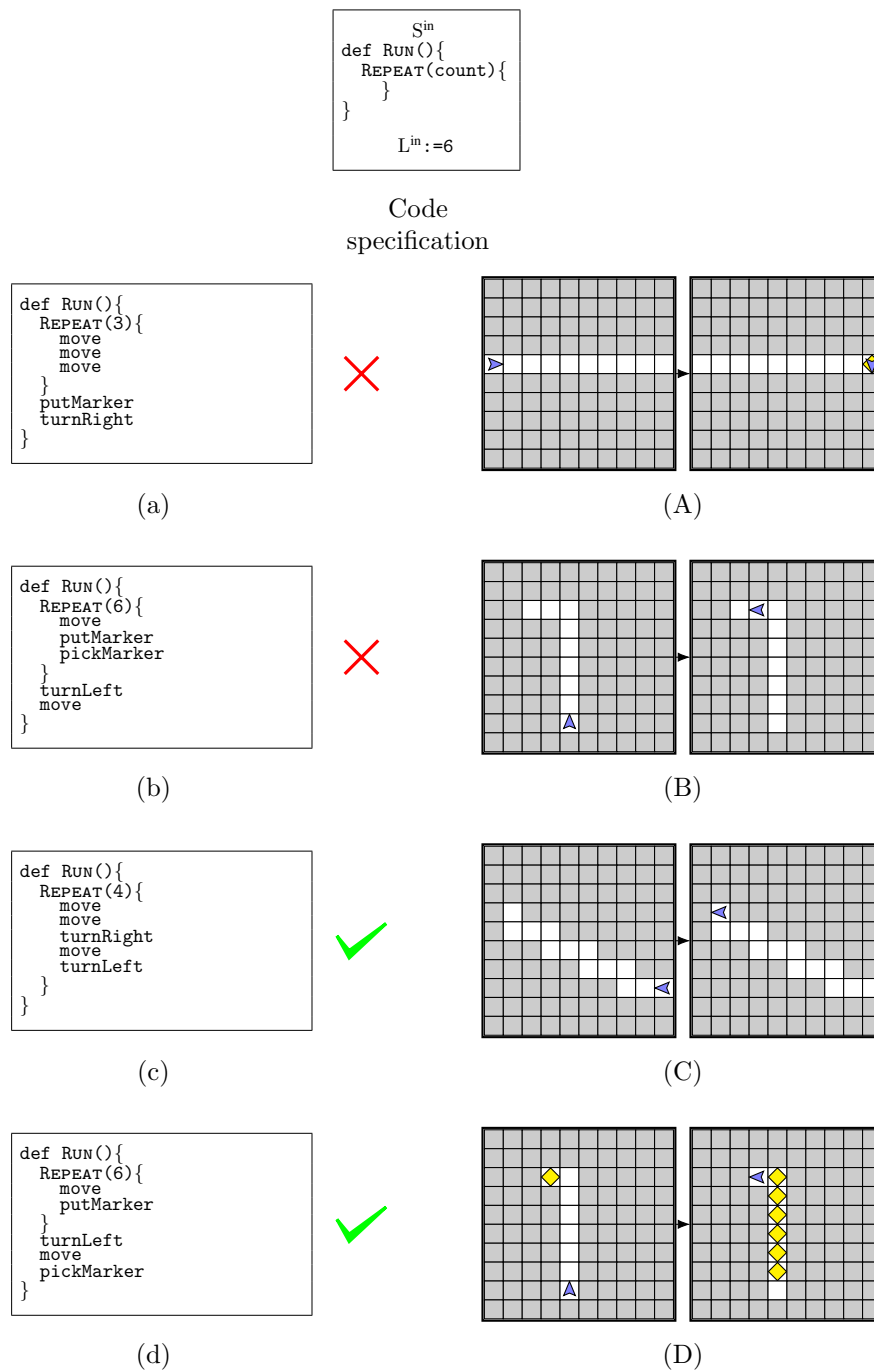 Sⁱⁿ
def RUN(){
  REPEAT(count){
    }
}
Lⁱⁿ:=6
Code
specification
def RUN(){
  REPEAT(3){
    move
    move
    move
  }
  putMarker
  turnRight
}
(a)
(A)
def RUN(){
  REPEAT(6){
    move
    putMarker
    pickMarker
  }
  turnLeft
  move
}
(b)
(B)
def RUN(){
  REPEAT(4){
    move
    move
    turnRight
    move
    turnLeft
  }
}
(c)
(C)
def RUN(){
  REPEAT(6){
    move
    putMarker
  }
  turnLeft
  move
  pickMarker
}
(d)
(D)